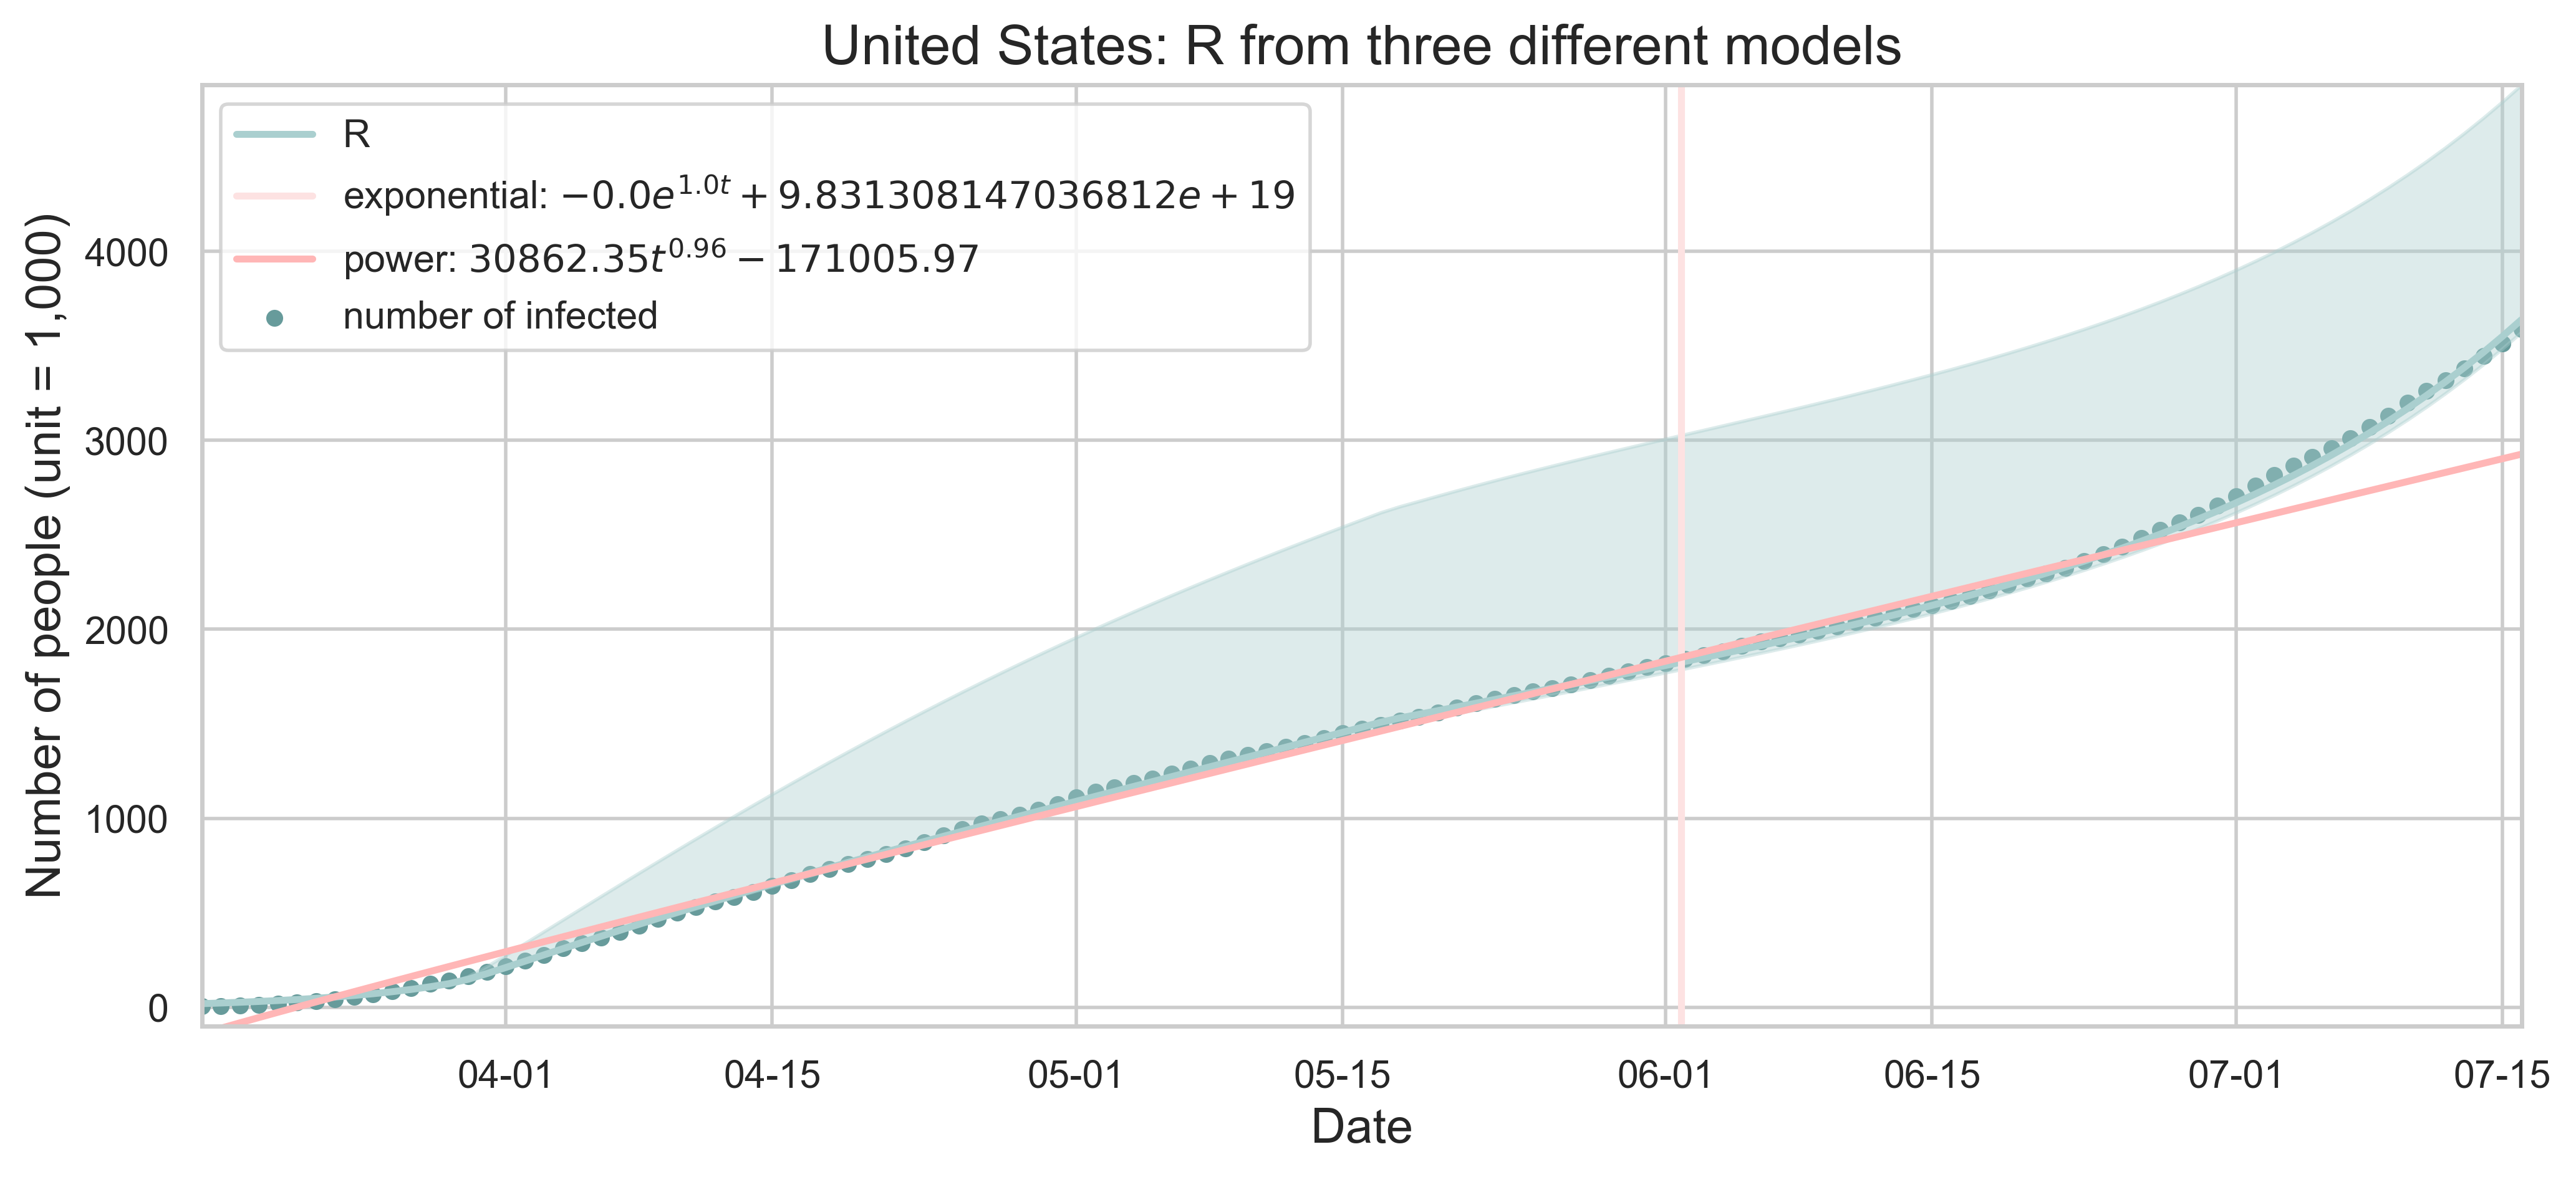 United States: R from three different models
R
exponential: −0.0e^{1.0t} + 9.831308147036812e + 19
power: 30862.35t^{0.96} − 171005.97
number of infected
Number of people (unit = 1,000)
4000
3000
2000
1000
0
04-01 04-15 05-01 05-15 06-01 06-15 07-01 07-15
Date